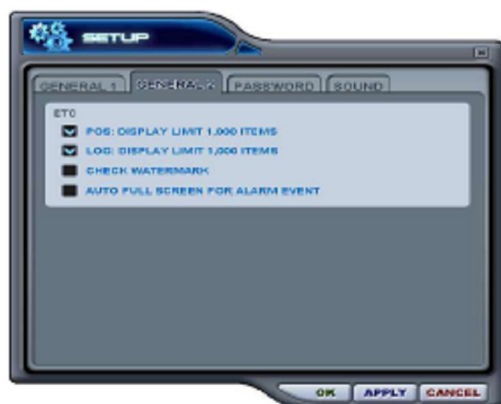 SETUP
GENERAL 1 GENERAL 2 PASSWORD SOUND
ETC
POS: DISPLAY LIMIT 1,000 ITEMS
LOG: DISPLAY LIMIT 1,000 ITEMS
CHECK WATERMARK
AUTO FULL SCREEN FOR ALARM EVENT
OK APPLY CANCEL